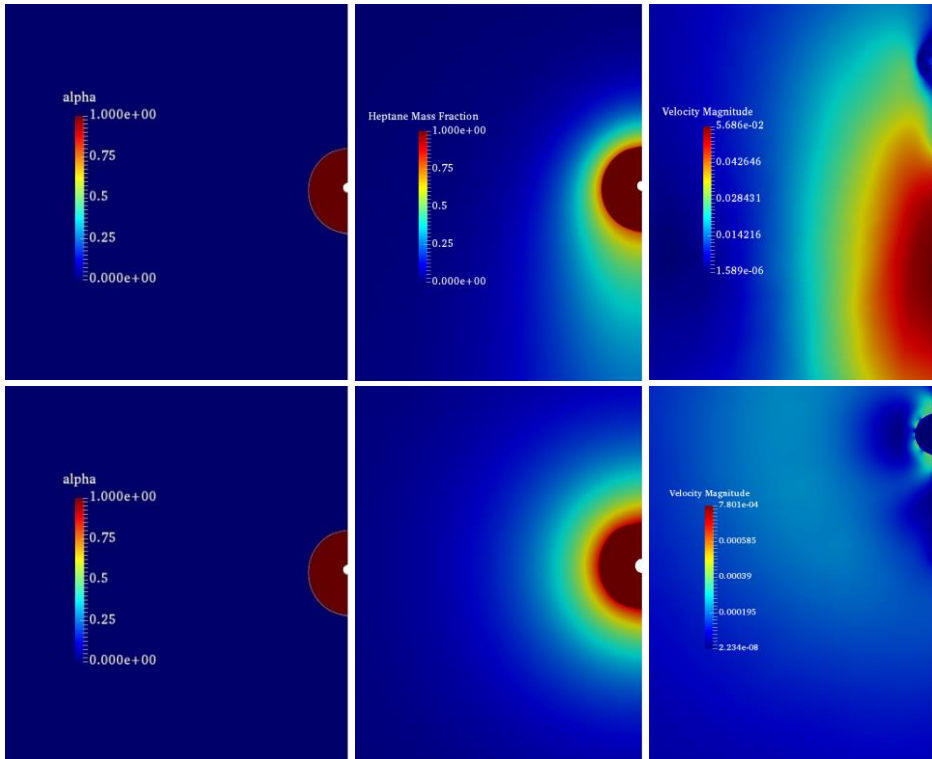 alpha
1.000e+00
0.75
0.5
0.25
0.000e+00
Heptane Mass Fraction
1.000e+00
0.75
0.5
0.25
0.000e+00
Velocity Magnitude
5.686e-02
0.042646
0.028431
0.014216
1.589e-06
alpha
1.000e+00
0.75
0.5
0.25
0.000e+00
Velocity Magnitude
7.801e-04
0.000585
0.00039
0.000195
2.234e-08